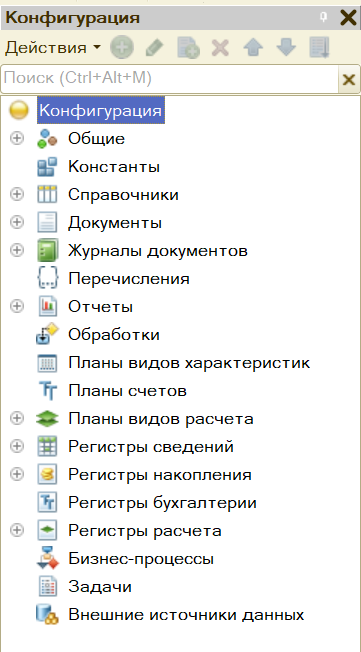 Конфигурация
Действия
Поиск (Ctrl+Alt+M)
Конфигурация
Общие
Константы
Справочники
Документы
Журналы документов
Перечисления
Отчеты
Обработки
Планы видов характеристик
Планы счетов
Планы видов расчета
Регистры сведений
Регистры накопления
Регистры бухгалтерии
Регистры расчета
Бизнес-процессы
Задачи
Внешние источники данных